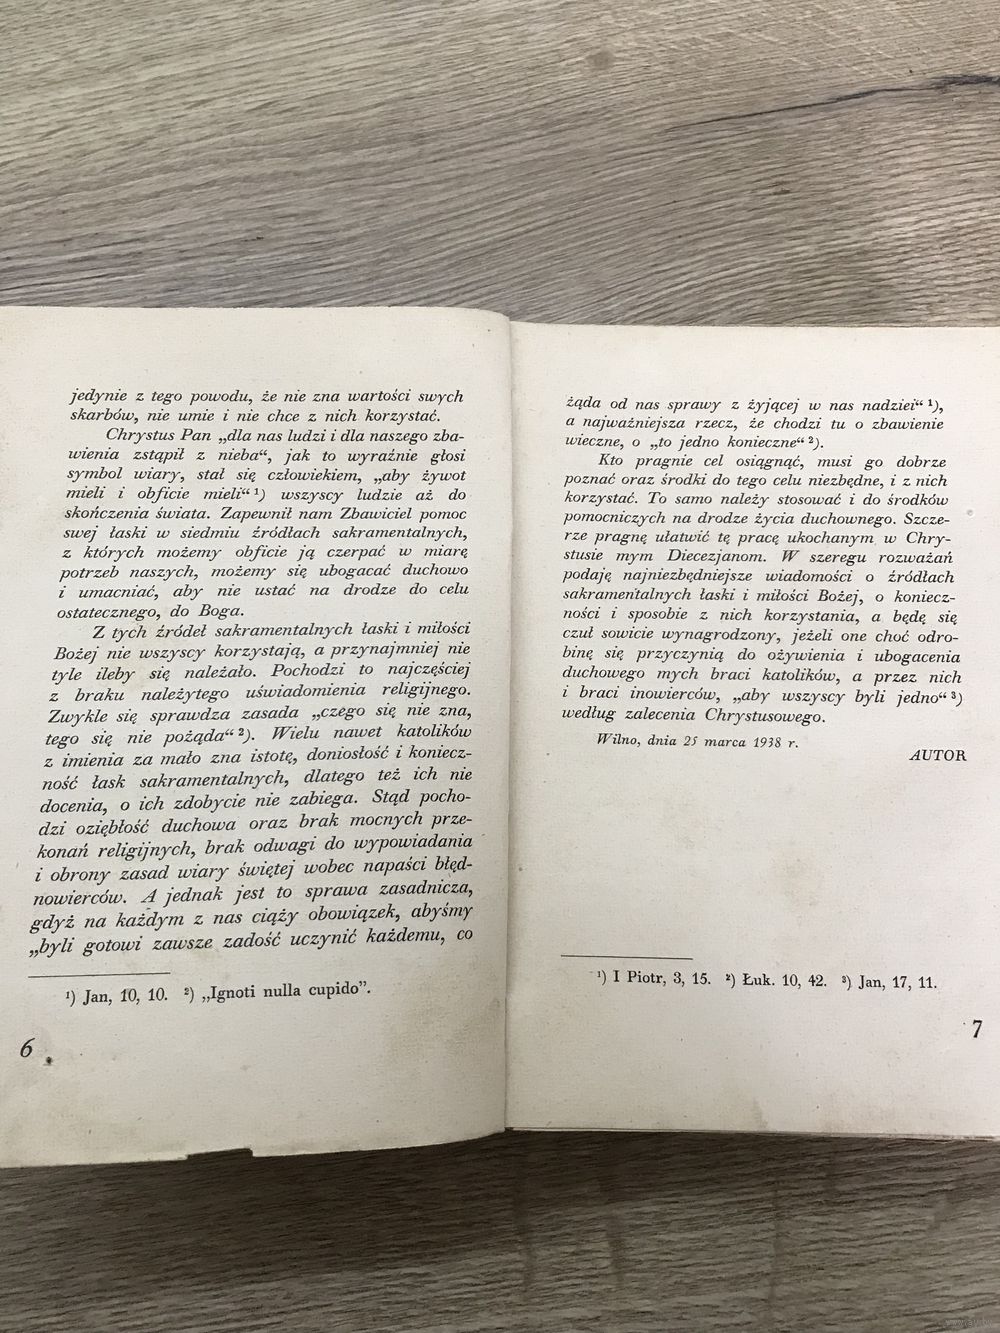 jedynie z tego powodu, że nie zna wartości swych
skarbów, nie umie i nie chce z nich korzystać.
Chrystus Pan „dla nas ludzi i dla naszego zba-
wienia zstąpił z nieba“, jak to wyraźnie głosi
symbol wiary, stał się człowiekiem, „aby żywot
mieli i obficie mieli“ ¹) wszyscy ludzie aż do
skończenia świata. Zapewnił nam Zbawiciel pomoc
swej łaski w siedmiu źródłach sakramentalnych,
z których możemy obficie ją czerpać w miarę
potrzeb naszych, możemy się ubogacać duchowo
i umacniać, aby nie ustać na drodze do celu
ostatecznego, do Boga.
Z tych źródeł sakramentalnych łaski i miłości
Bożej nie wszyscy korzystają, a przynajmniej nie
tyle ileby się należało. Pochodzi to najczęściej
z braku należytego uświadomienia religijnego.
Zwykle się sprawdza zasada „czego się nie zna,
tego się nie pożąda“ ²). Wielu nawet katolików
z imienia za mało zna istotę, doniosłość i koniecz-
ność łask sakramentalnych, dlatego też ich nie
docenia, o ich zdobycie nie zabiega. Stąd pocho-
dzi oziębłość duchowa oraz brak mocnych prze-
konań religijnych, brak odwagi do wypowiadania
i obrony zasad wiary świętej wobec napaści błęd-
nowierców. A jednak jest to sprawa zasadnicza,
gdyż na każdym z nas ciąży obowiązek, abyśmy
„byli gotowi zawsze zadość uczynić każdemu, co
¹) Jan, 10, 10. ²) „Ignoti nulla cupido”.
6
żąda od nas sprawy z żyjącej w nas nadziei“ ¹),
a najważniejsza rzecz, że chodzi tu o zbawienie
wieczne, o „to jedno konieczne“ ²).
Kto pragnie cel osiągnąć, musi go dobrze
poznać oraz środki do tego celu niezbędne, i z nich
korzystać. To samo należy stosować i do środków
pomocniczych na drodze życia duchownego. Szcze-
rze pragnę ułatwić tę pracę ukochanym w Chry-
stusie mym Diecezjanom. W szeregu rozważań
podaję najniezbędniejsze wiadomości o źródłach
sakramentalnych łaski i miłości Bożej, o koniecz-
ności i sposobie z nich korzystania, a będę się
czuł sowicie wynagrodzony, jeżeli one choć odro-
binę się przyczynią do ożywienia i ubogacenia
duchowego mych braci katolików, a przez nich
i braci inowierców, „aby wszyscy byli jedno“ ³)
według zalecenia Chrystusowego.
Wilno, dnia 25 marca 1938 r.
AUTOR
¹) I Piotr, 3, 15. ²) Łuk. 10, 42. ³) Jan, 17, 11.
7